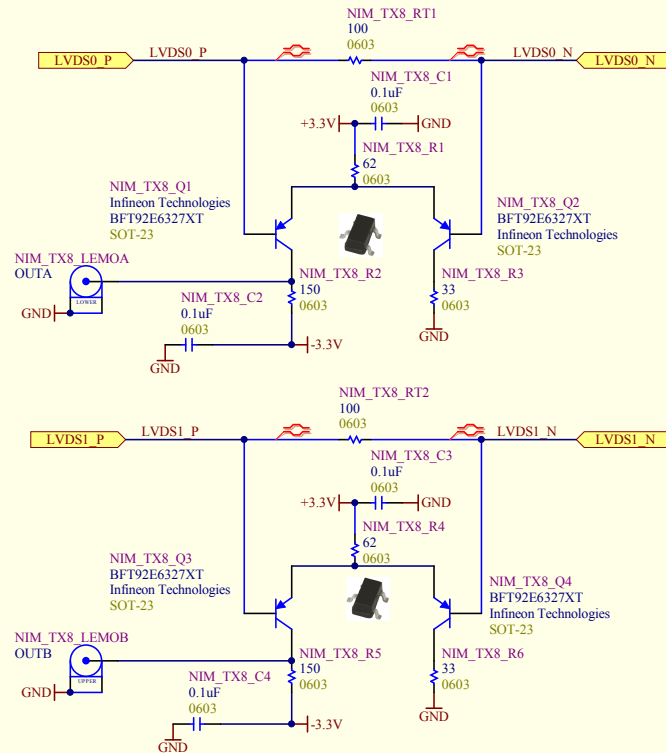 NIM_TX8_RT1
100
0603
LVDS0_P
LVDS0_P
LVDS0_N
LVDS0_N
NIM_TX8_C1
0.1uF
0603
+3.3V
GND
NIM_TX8_R1
62
0603
NIM_TX8_Q1
Infineon Technologies
BFT92E6327XT
SOT-23
NIM_TX8_Q2
BFT92E6327XT
Infineon Technologies
SOT-23
NIM_TX8_LEMOA
OUTA
LOWER
GND
NIM_TX8_R2
150
0603
NIM_TX8_R3
33
0603
GND
NIM_TX8_C2
0.1uF
0603
GND
-3.3V
NIM_TX8_RT2
100
0603
LVDS1_P
LVDS1_P
LVDS1_N
LVDS1_N
NIM_TX8_C3
0.1uF
0603
+3.3V
GND
NIM_TX8_R4
62
0603
NIM_TX8_Q3
BFT92E6327XT
Infineon Technologies
SOT-23
NIM_TX8_Q4
BFT92E6327XT
Infineon Technologies
SOT-23
NIM_TX8_LEMOB
OUTB
UPPER
GND
NIM_TX8_R5
150
0603
NIM_TX8_R6
33
0603
GND
NIM_TX8_C4
0.1uF
0603
GND
-3.3V